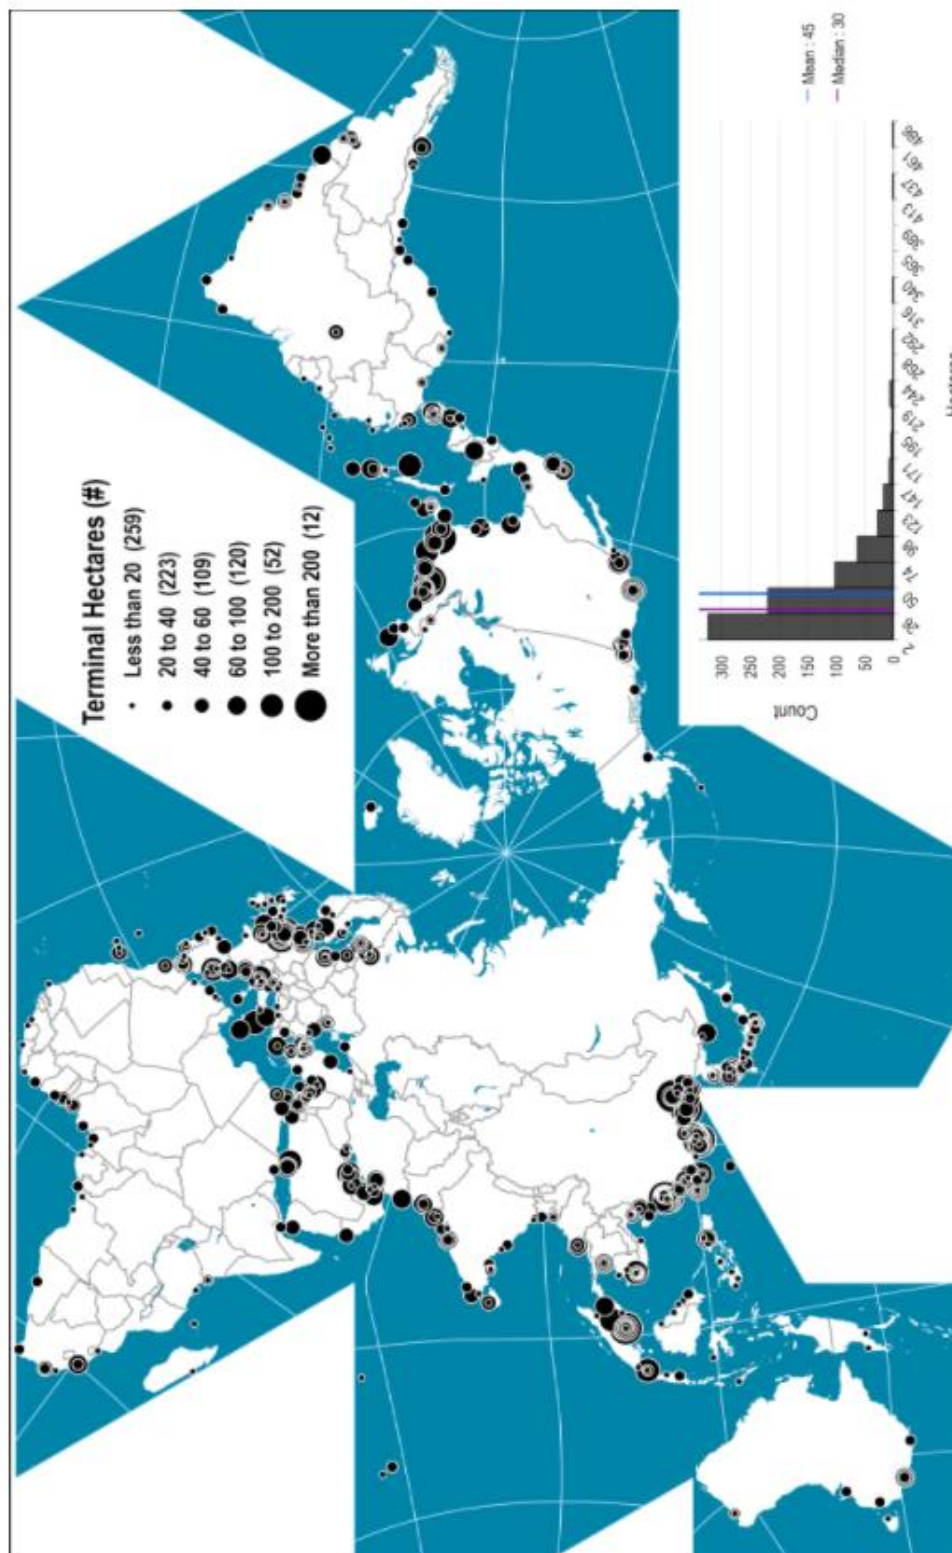 Terminal Hectares (#)
Less than 20 (259)
20 to 40 (223)
40 to 60 (109)
60 to 100 (120)
100 to 200 (52)
More than 200 (12)
Mean : 45
Median : 30
Count
300
250
200
150
100
50
0
2
26
50
74
98
123
147
171
195
219
244
268
292
316
340
365
389
413
437
461
486